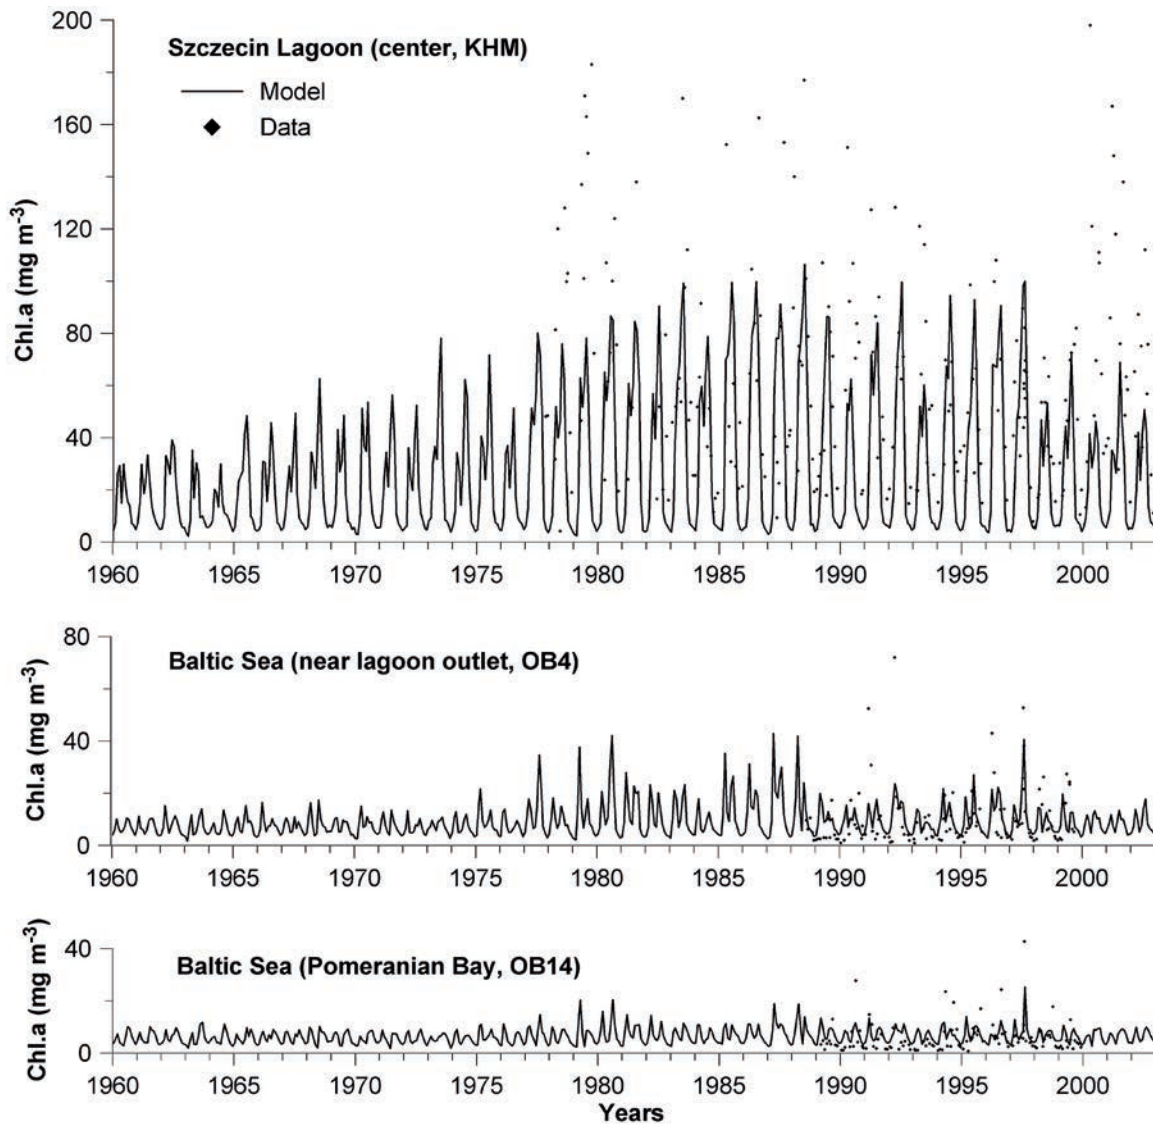 200
Szczecin Lagoon (center, KHM)
Model
Data
160
120
Chl.a (mg m⁻³)
80
40
0
1960 1965 1970 1975 1980 1985 1990 1995 2000
80
Baltic Sea (near lagoon outlet, OB4)
Chl.a (mg m⁻³)
40
0
1960 1965 1970 1975 1980 1985 1990 1995 2000
40
Baltic Sea (Pomeranian Bay, OB14)
Chl.a (mg m⁻³)
0
1960 1965 1970 1975 1980 1985 1990 1995 2000
Years